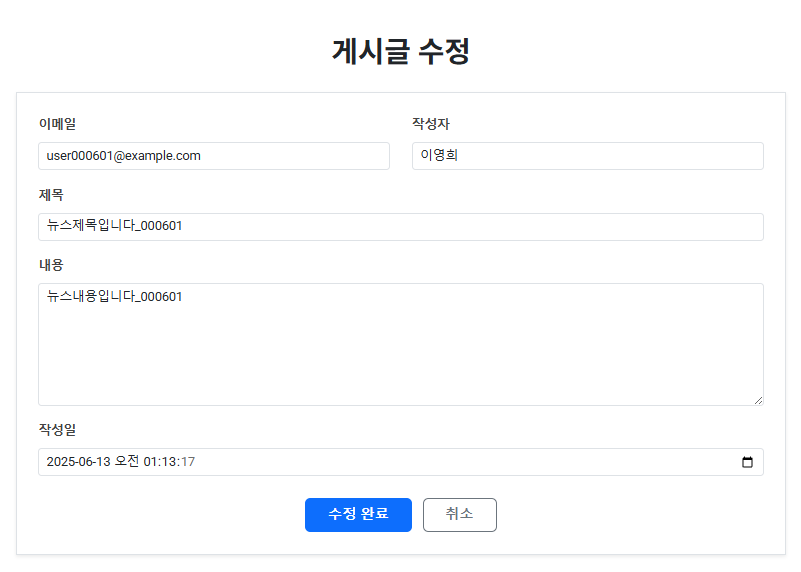 게시글 수정
이메일 작성자
user000601@example.com 이영희
제목
뉴스제목입니다_000601
내용
뉴스내용입니다_000601
작성일
2025-06-13 오전 01:13:17
수정 완료 취소